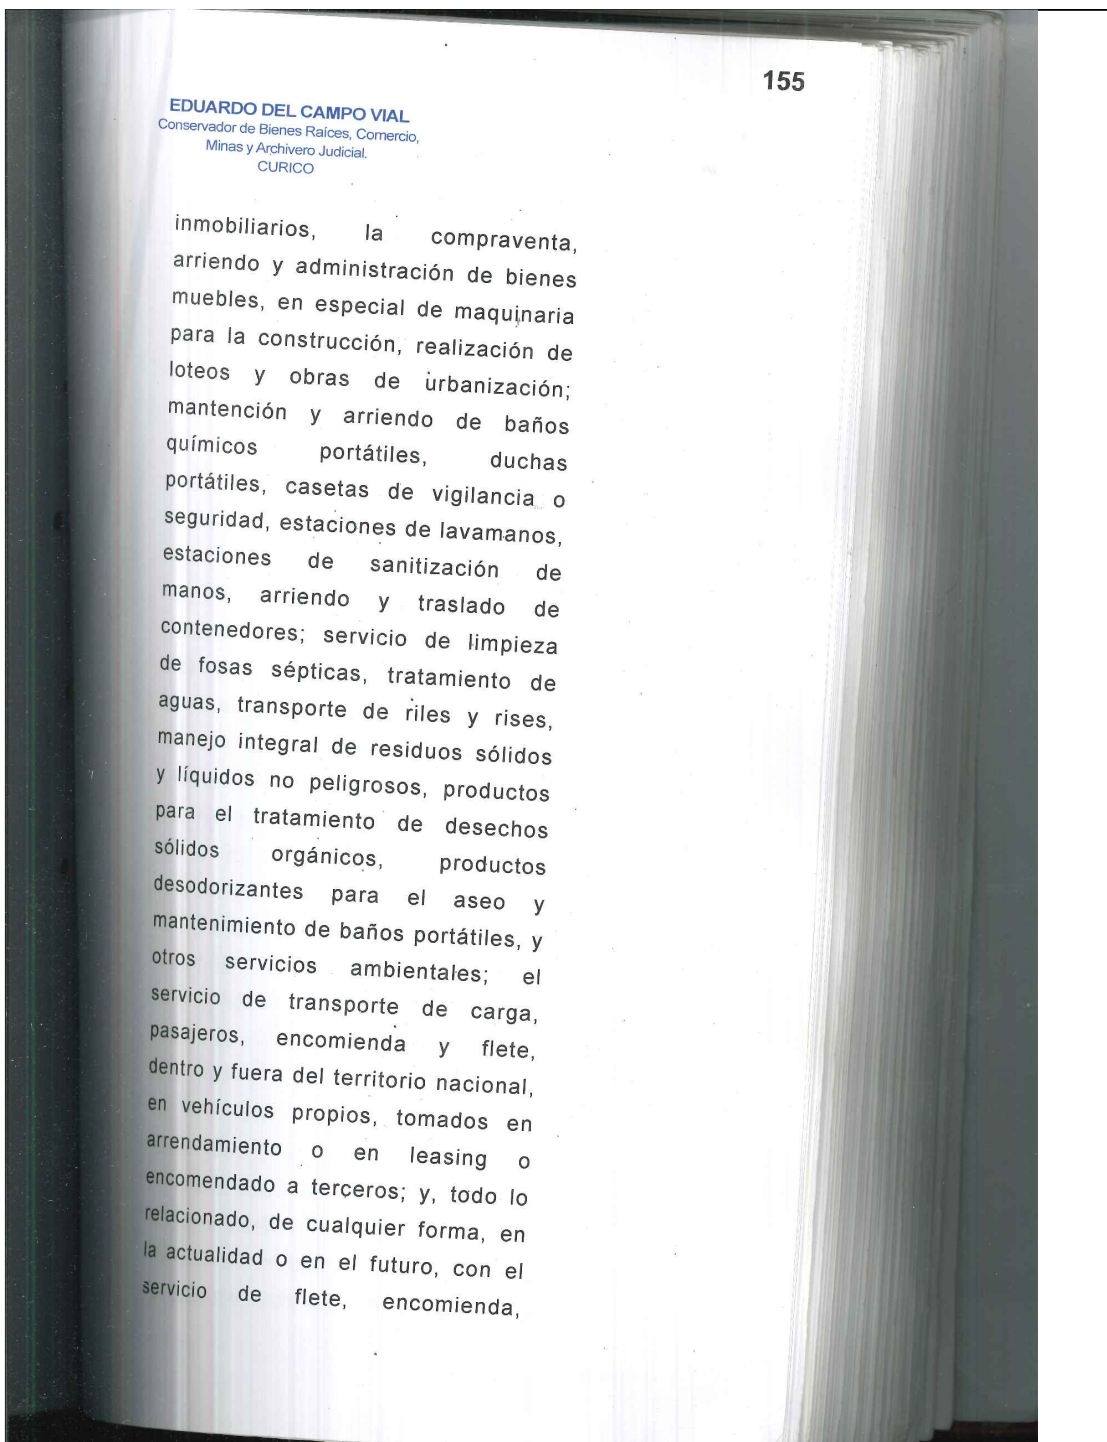 155
EDUARDO DEL CAMPO VIAL
Conservador de Bienes Raíces, Comercio,
Minas y Archivero Judicial.
CURICO
inmobiliarios, la compraventa,
arriendo y administración de bienes
muebles, en especial de maquinaria
para la construcción, realización de
loteos y obras de urbanización;
mantención y arriendo de baños
químicos portátiles, duchas
portátiles, casetas de vigilancia o
seguridad, estaciones de lavamanos,
estaciones de sanitización de
manos, arriendo y traslado de
contenedores; servicio de limpieza
de fosas sépticas, tratamiento de
aguas, transporte de riles y rises,
manejo integral de residuos sólidos
y líquidos no peligrosos, productos
para el tratamiento de desechos
sólidos orgánicos, productos
desodorizantes para el aseo y
mantenimiento de baños portátiles, y
otros servicios ambientales; el
servicio de transporte de carga,
pasajeros, encomienda y flete,
dentro y fuera del territorio nacional,
en vehículos propios, tomados en
arrendamiento o en leasing o
encomendado a terceros; y, todo lo
relacionado, de cualquier forma, en
la actualidad o en el futuro, con el
servicio de flete, encomienda,